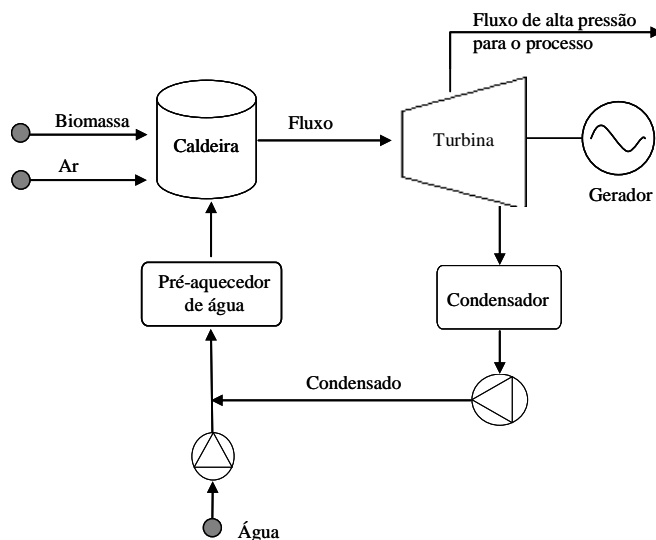 Fluxo de alta pressão
para o processo
Biomassa
Fluxo
Caldeira
Turbina
Ar
Gerador
Pré-aquecedor
de água
Condensador
Condensado
Água